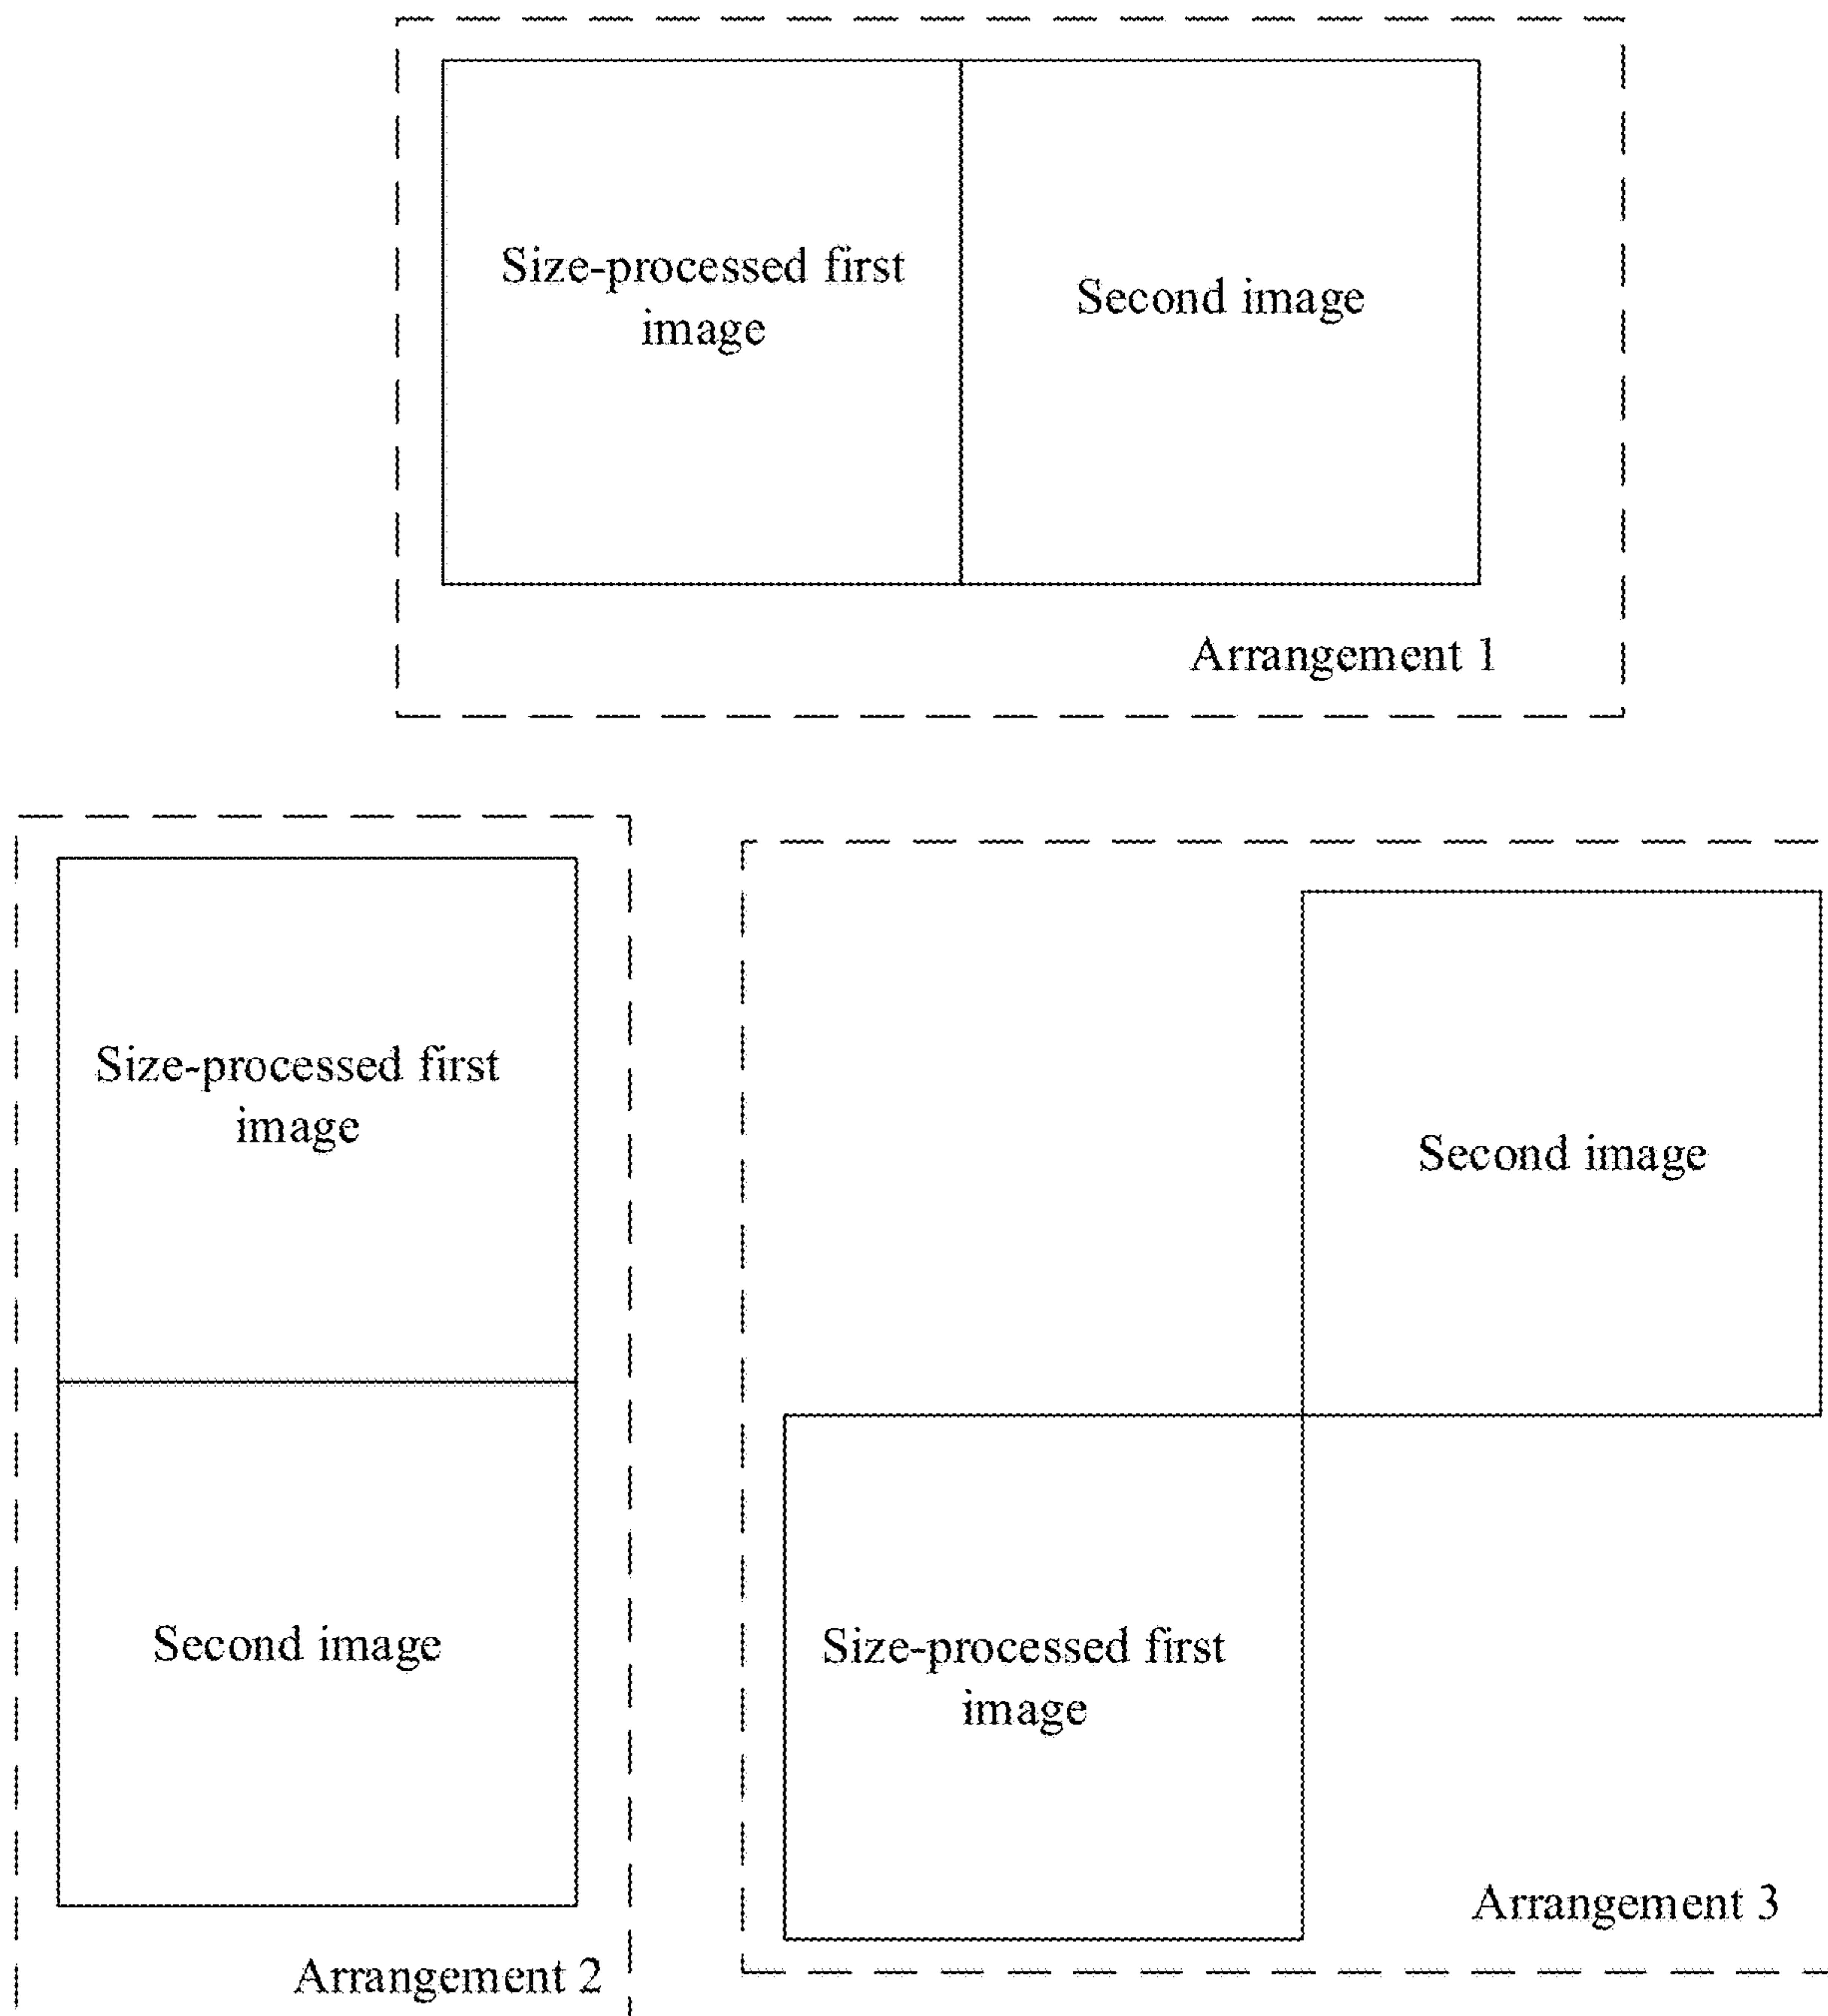 Size-processed first
image
Second image
Arrangement 1
Size-processed first
image
Second image
Arrangement 2
Second image
Size-processed first
image
Arrangement 3